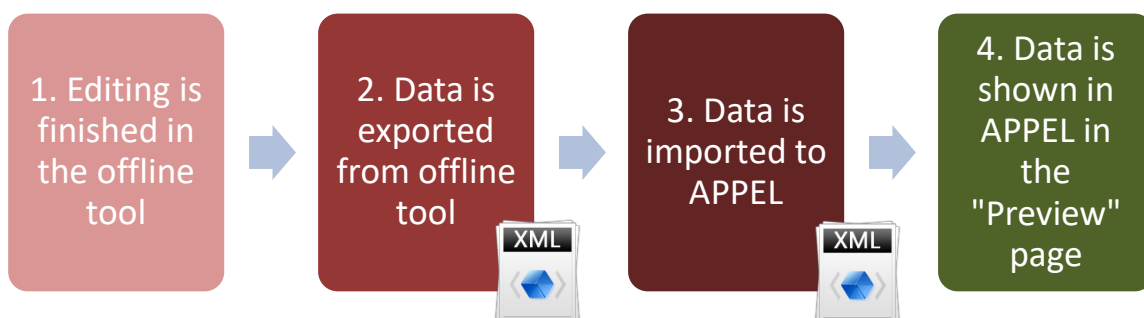 1. Editing is
finished in
the offline
tool
2. Data is
exported
from offline
tool
XML
3. Data is
imported to
APPEL
XML
4. Data is
shown in
APPEL in
the
"Preview"
page